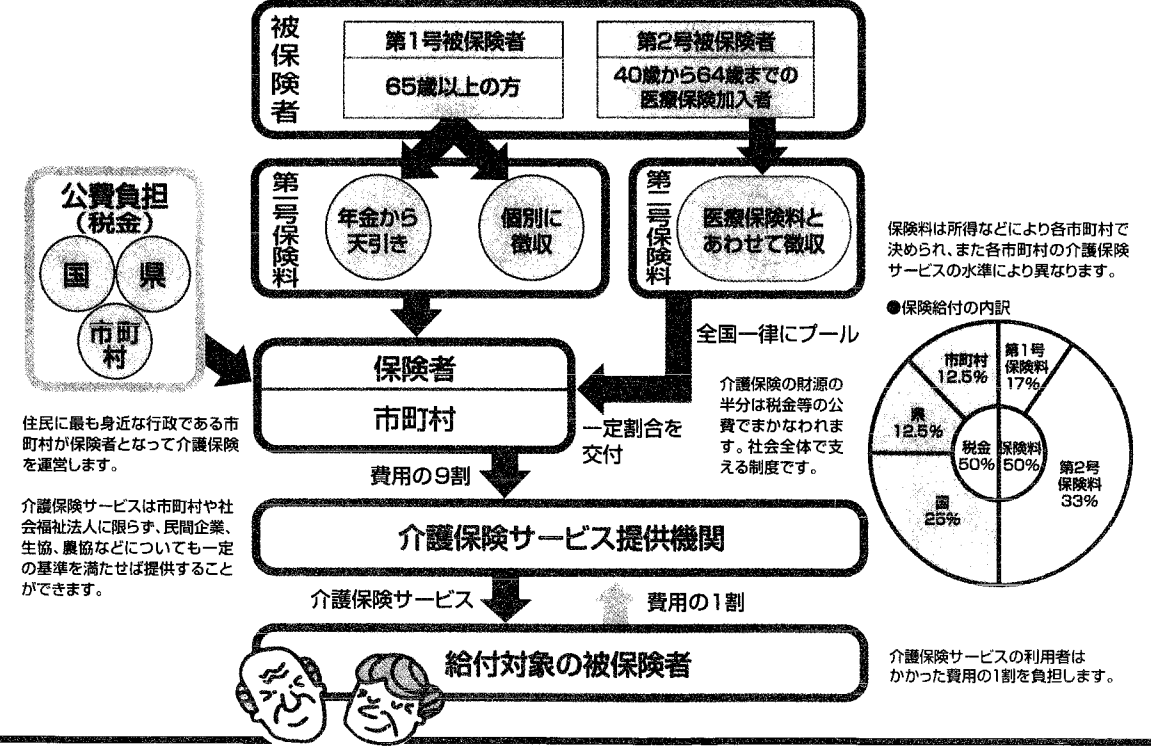 被保険者
第1号被保険者
65歳以上の方
第2号被保険者
40歳から64歳までの
医療保険加入者
公費負担
(税金)
国
県
市町
村
第一号保険料
年金から
天引き
個別に
徴収
第二号保険料
医療保険料と
あわせて徴収
保険料は所得などにより各市町村で
決められ、また各市町村の介護保険
サービスの水準により異なります。
全国一律にプール
保険者
市町村
一定割合を
交付
介護保険の財源の
半分は税金等の公
費でまかなわれま
す。社会全体で支
える制度です。
●保険給付の内訳
市町村
12.5%
第1号
保険料
17%
県
12.5%
税金
50%
保険料
50%
第2号
保険料
33%
国
25%
住民に最も身近な行政である市
町村が保険者となって介護保険
を運営します。
費用の9割
介護保険サービスは市町村や社
会福祉法人に限らず、民間企業、
生協、農協などについても一定
の基準を満たせば提供すること
ができます。
介護保険サービス提供機関
介護保険サービス
費用の1割
給付対象の被保険者
介護保険サービスの利用者は
かかった費用の1割を負担します。